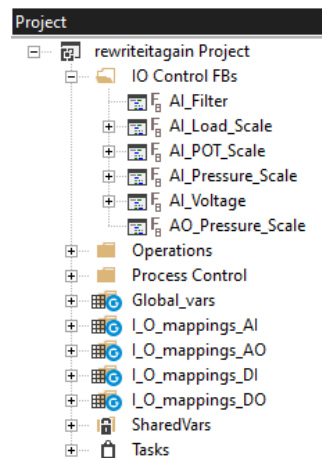 Project
rewriteitagain Project
IO Control FBs
AI_Filter
AI_Load_Scale
AI_POT_Scale
AI_Pressure_Scale
AI_Voltage
AO_Pressure_Scale
Operations
Process Control
Global_vars
I_O_mappings_AI
I_O_mappings_AO
I_O_mappings_DI
I_O_mappings_DO
SharedVars
Tasks